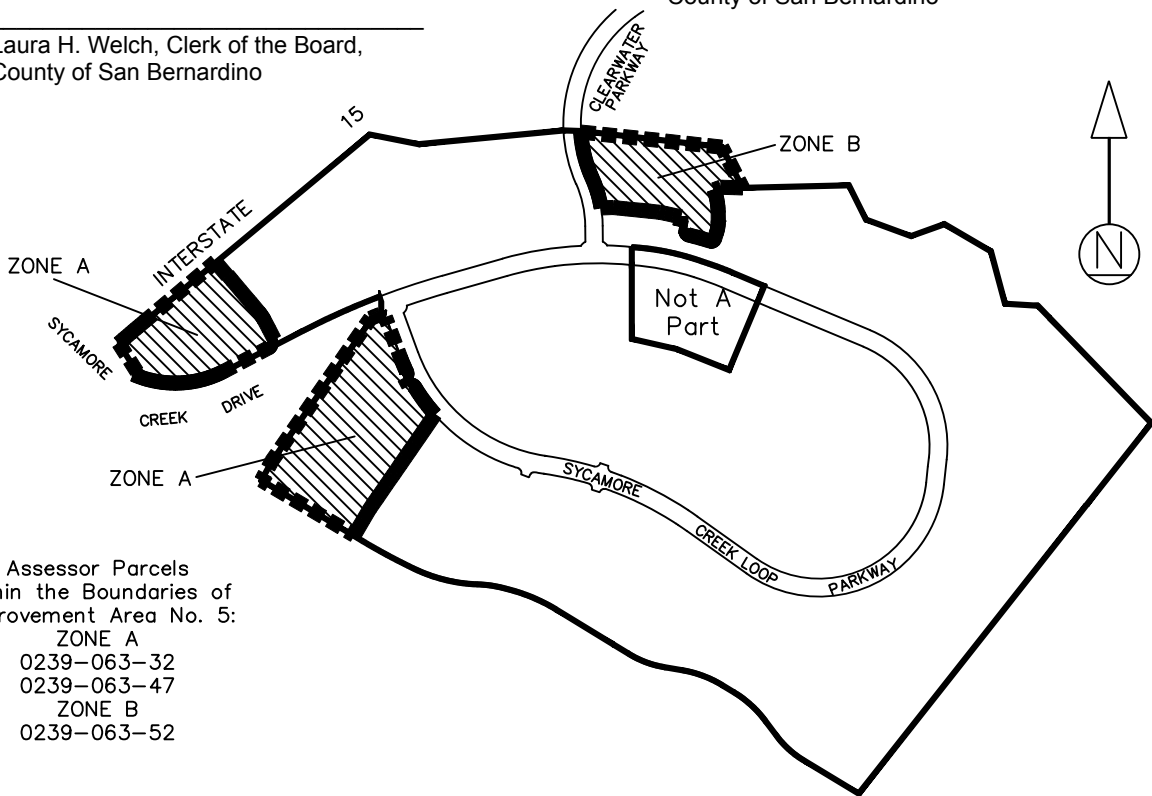 County of San Bernardino
Laura H. Welch, Clerk of the Board,
County of San Bernardino
CLEARWATER
PARKWAY
15
INTERSTATE
ZONE B
ZONE A
SYCAMORE
CREEK
DRIVE
N
Not A
Part
ZONE A
SYCAMORE
CREEK LOOP
PARKWAY
Assessor Parcels
the Boundaries of
Area No. 5:
ZONE A
0239-063-32
0239-063-47
ZONE B
0239-063-52